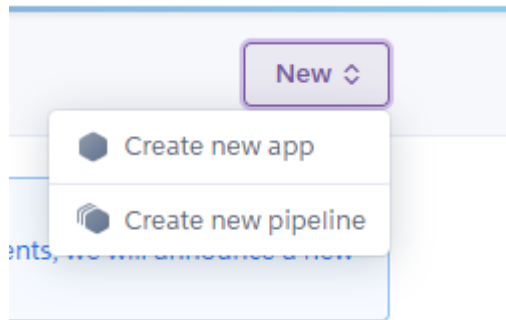 New
Create new app
Create new pipeline
ents, we will announce a new